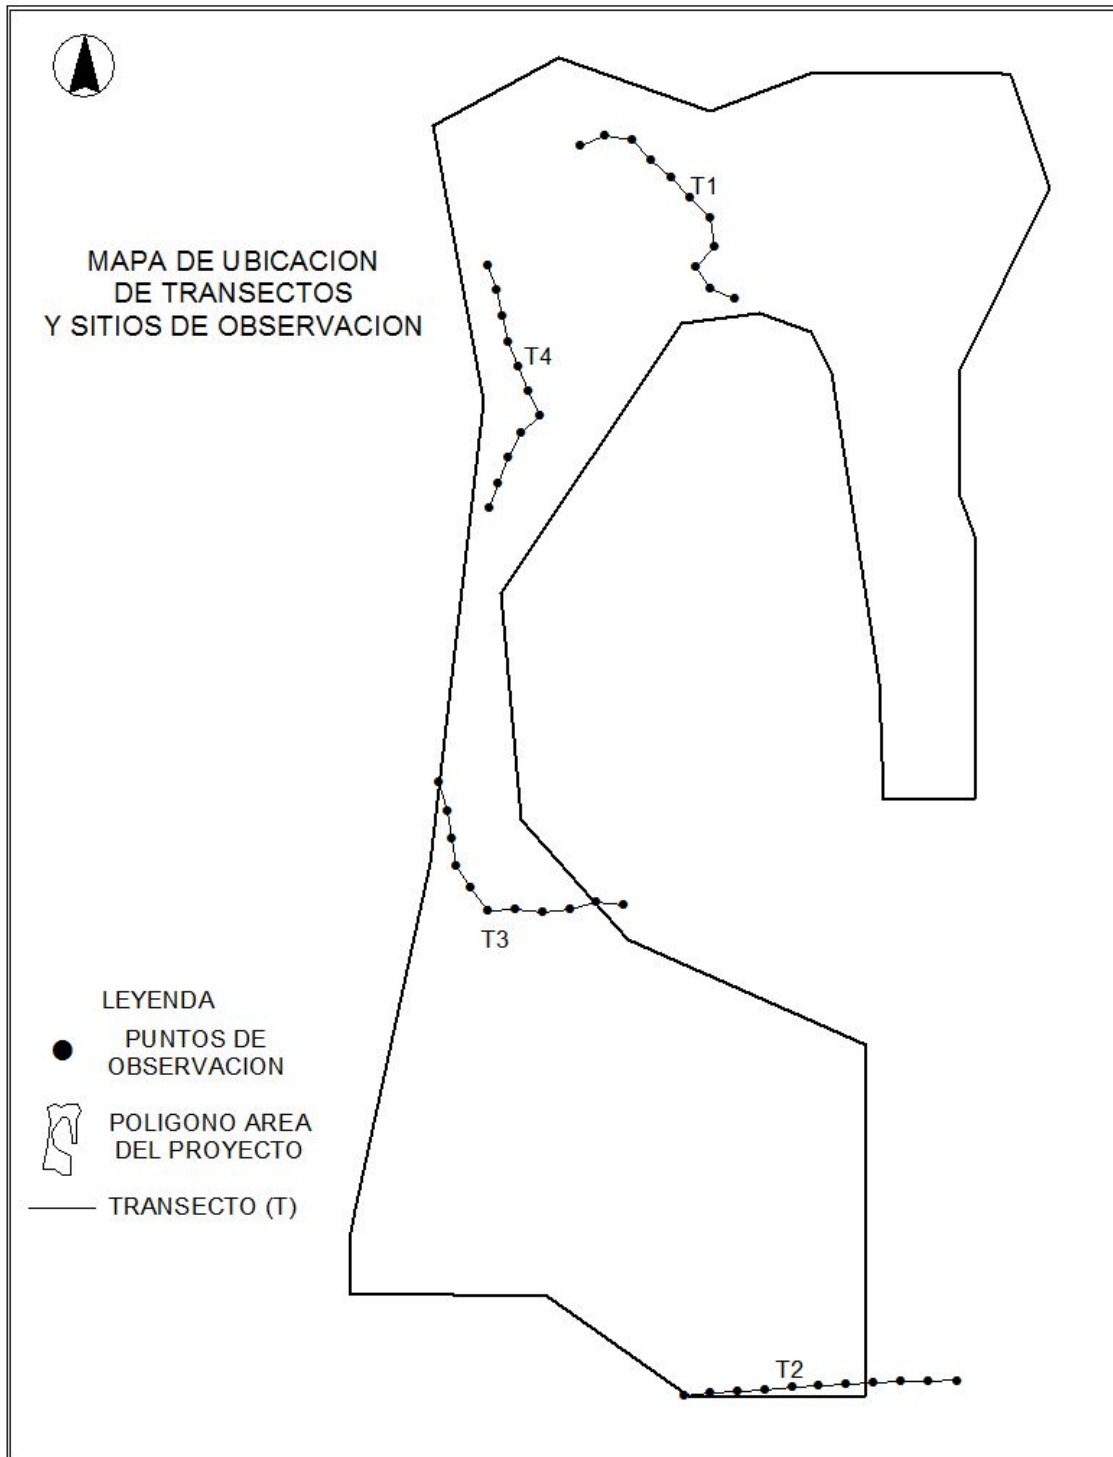 T1
MAPA DE UBICACION
DE TRANSECTOS
Y SITIOS DE OBSERVACION
T4
T3
LEYENDA
PUNTOS DE
OBSERVACION
POLIGONO AREA
DEL PROYECTO
TRANSECTO (T)
T2